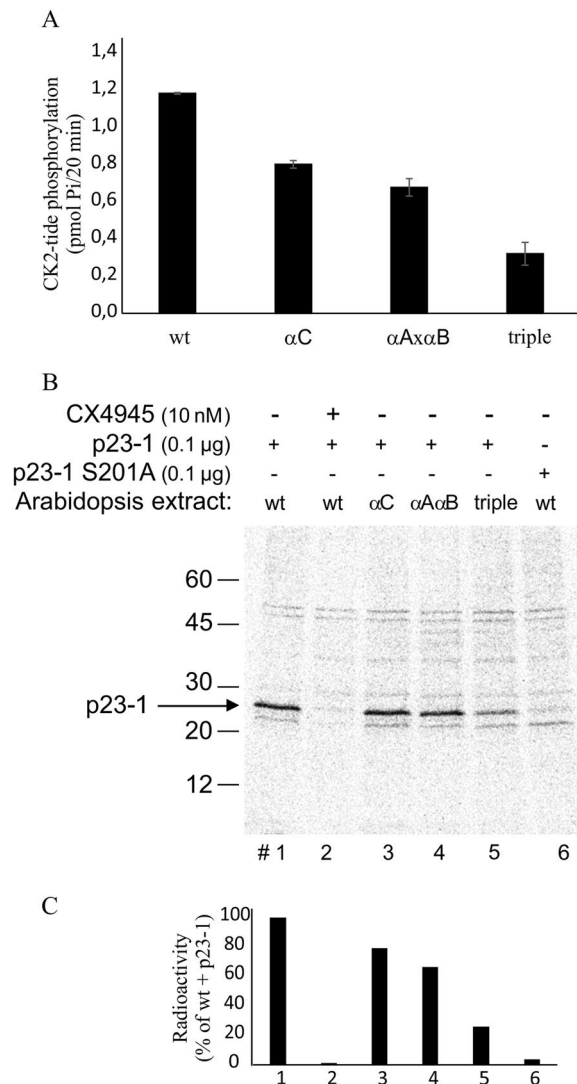 A
CK2-tide phosphorylation
(pmol Pi/20 min)
1,4
1,2
1,0
0,8
0,6
0,4
0,2
0,0
wt αC αAxαB triple
B
CX4945 (10 nM) - + - - - -
p23-1 (0.1 µg) + + + + + -
p23-1 S201A (0.1 µg) - - - - - +
Arabidopsis extract: wt wt αC αAαB triple wt
60
45
30
p23-1
20
12
# 1 2 3 4 5 6
C
Radioactivity
(% of wt + p23-1)
100
80
60
40
20
0
1 2 3 4 5 6